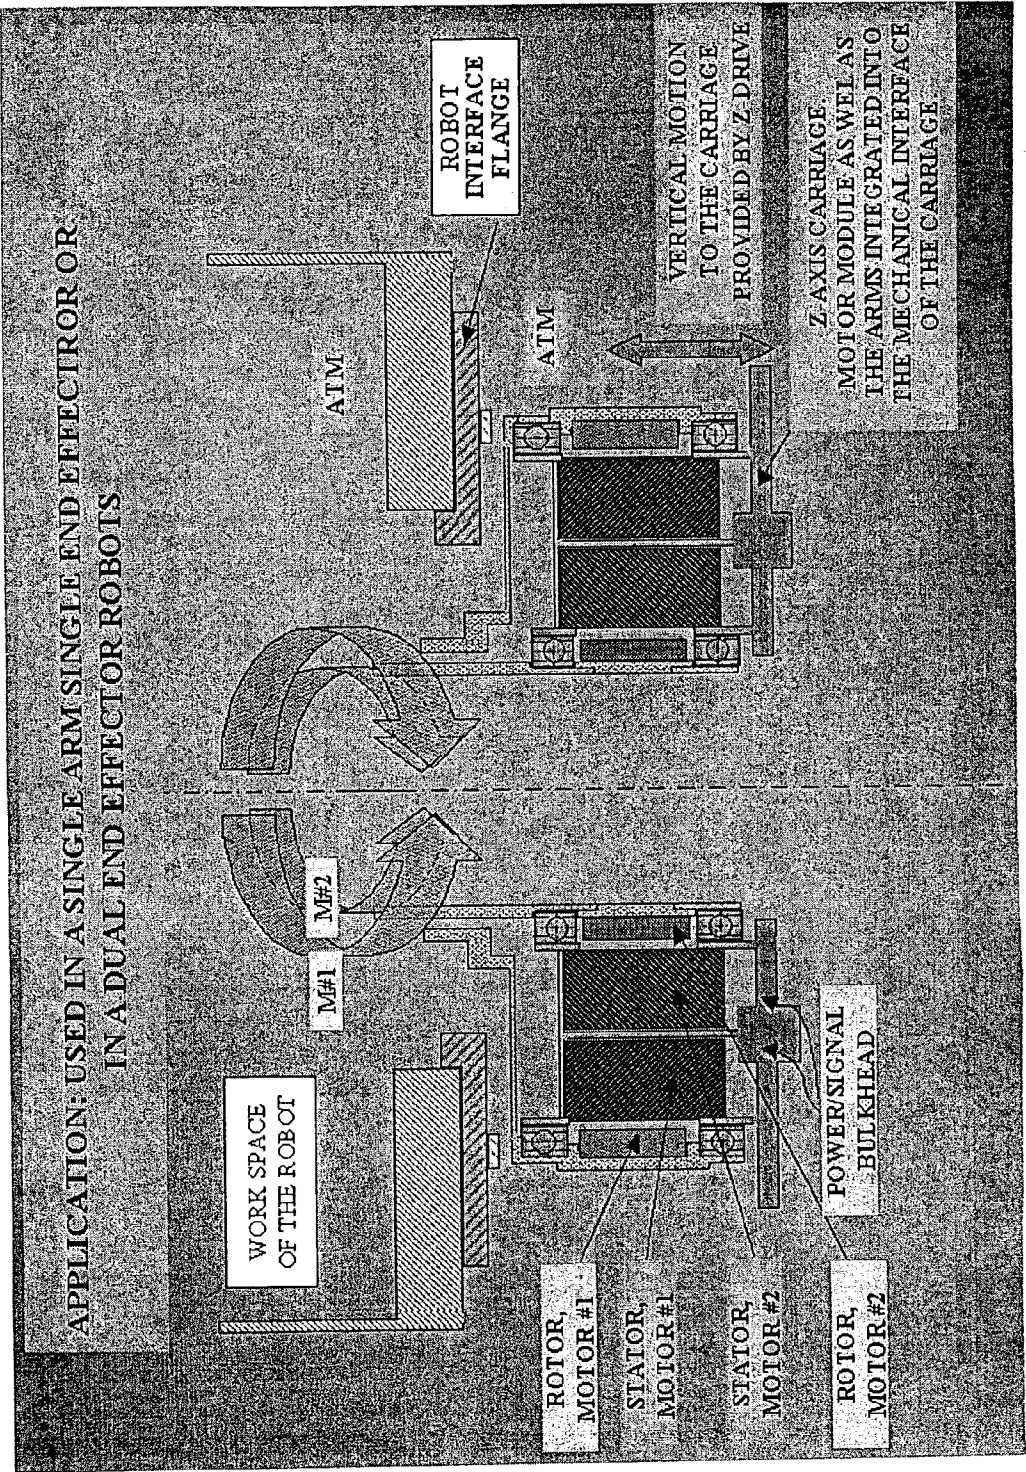 APPLICATION: USED IN A SINGLE ARM SINGLE END EFFECTROR OR
IN A DUAL END EFFECTOR ROBOTS
WORK SPACE
OF THE ROBOT
M#1
M#2
ATM
ROBOT
INTERFACE
FLANGE
ATM
ROTOR,
MOTOR #1
STATOR,
MOTOR #1
STATOR,
MOTOR #2
ROTOR,
MOTOR #2
POWER/SIGNAL
BULKHEAD
VERTICAL MOTION
TO THE CARRIAGE
PROVIDED BY Z-DRIVE
Z AXIS CARRIAGE.
MOTOR MODULE AS WEL AS
THE ARMS INTEGRATED INTO
THE MECHANICAL INTERFACE
OF THE CARRIAGE.